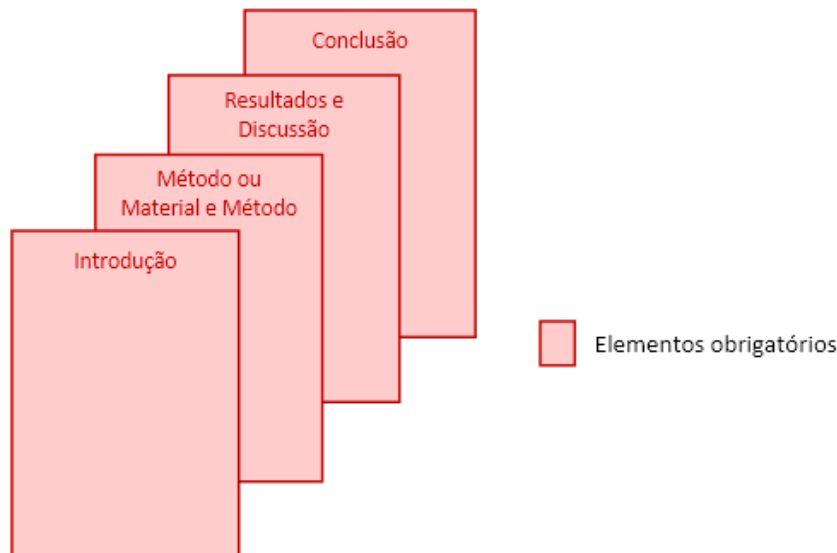 Conclusão
Resultados e
Discussão
Método ou
Material e Método
Introdução
Elementos obrigatórios